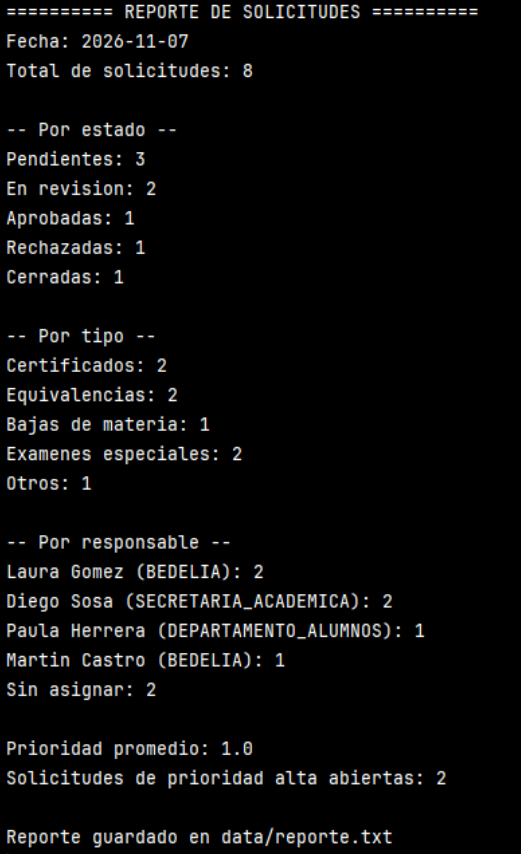 ========== REPORTE DE SOLICITUDES ==========
Fecha: 2026-11-07
Total de solicitudes: 8
-- Por estado --
Pendientes: 3
En revision: 2
Aprobadas: 1
Rechazadas: 1
Cerradas: 1
-- Por tipo --
Certificados: 2
Equivalencias: 2
Bajas de materia: 1
Examenes especiales: 2
Otros: 1
-- Por responsable --
Laura Gomez (BEDELIA): 2
Diego Sosa (SECRETARIA_ACADEMICA): 2
Paula Herrera (DEPARTAMENTO_ALUMNOS): 1
Martin Castro (BEDELIA): 1
Sin asignar: 2
Prioridad promedio: 1.0
Solicitudes de prioridad alta abiertas: 2
Reporte guardado en data/reporte.txt